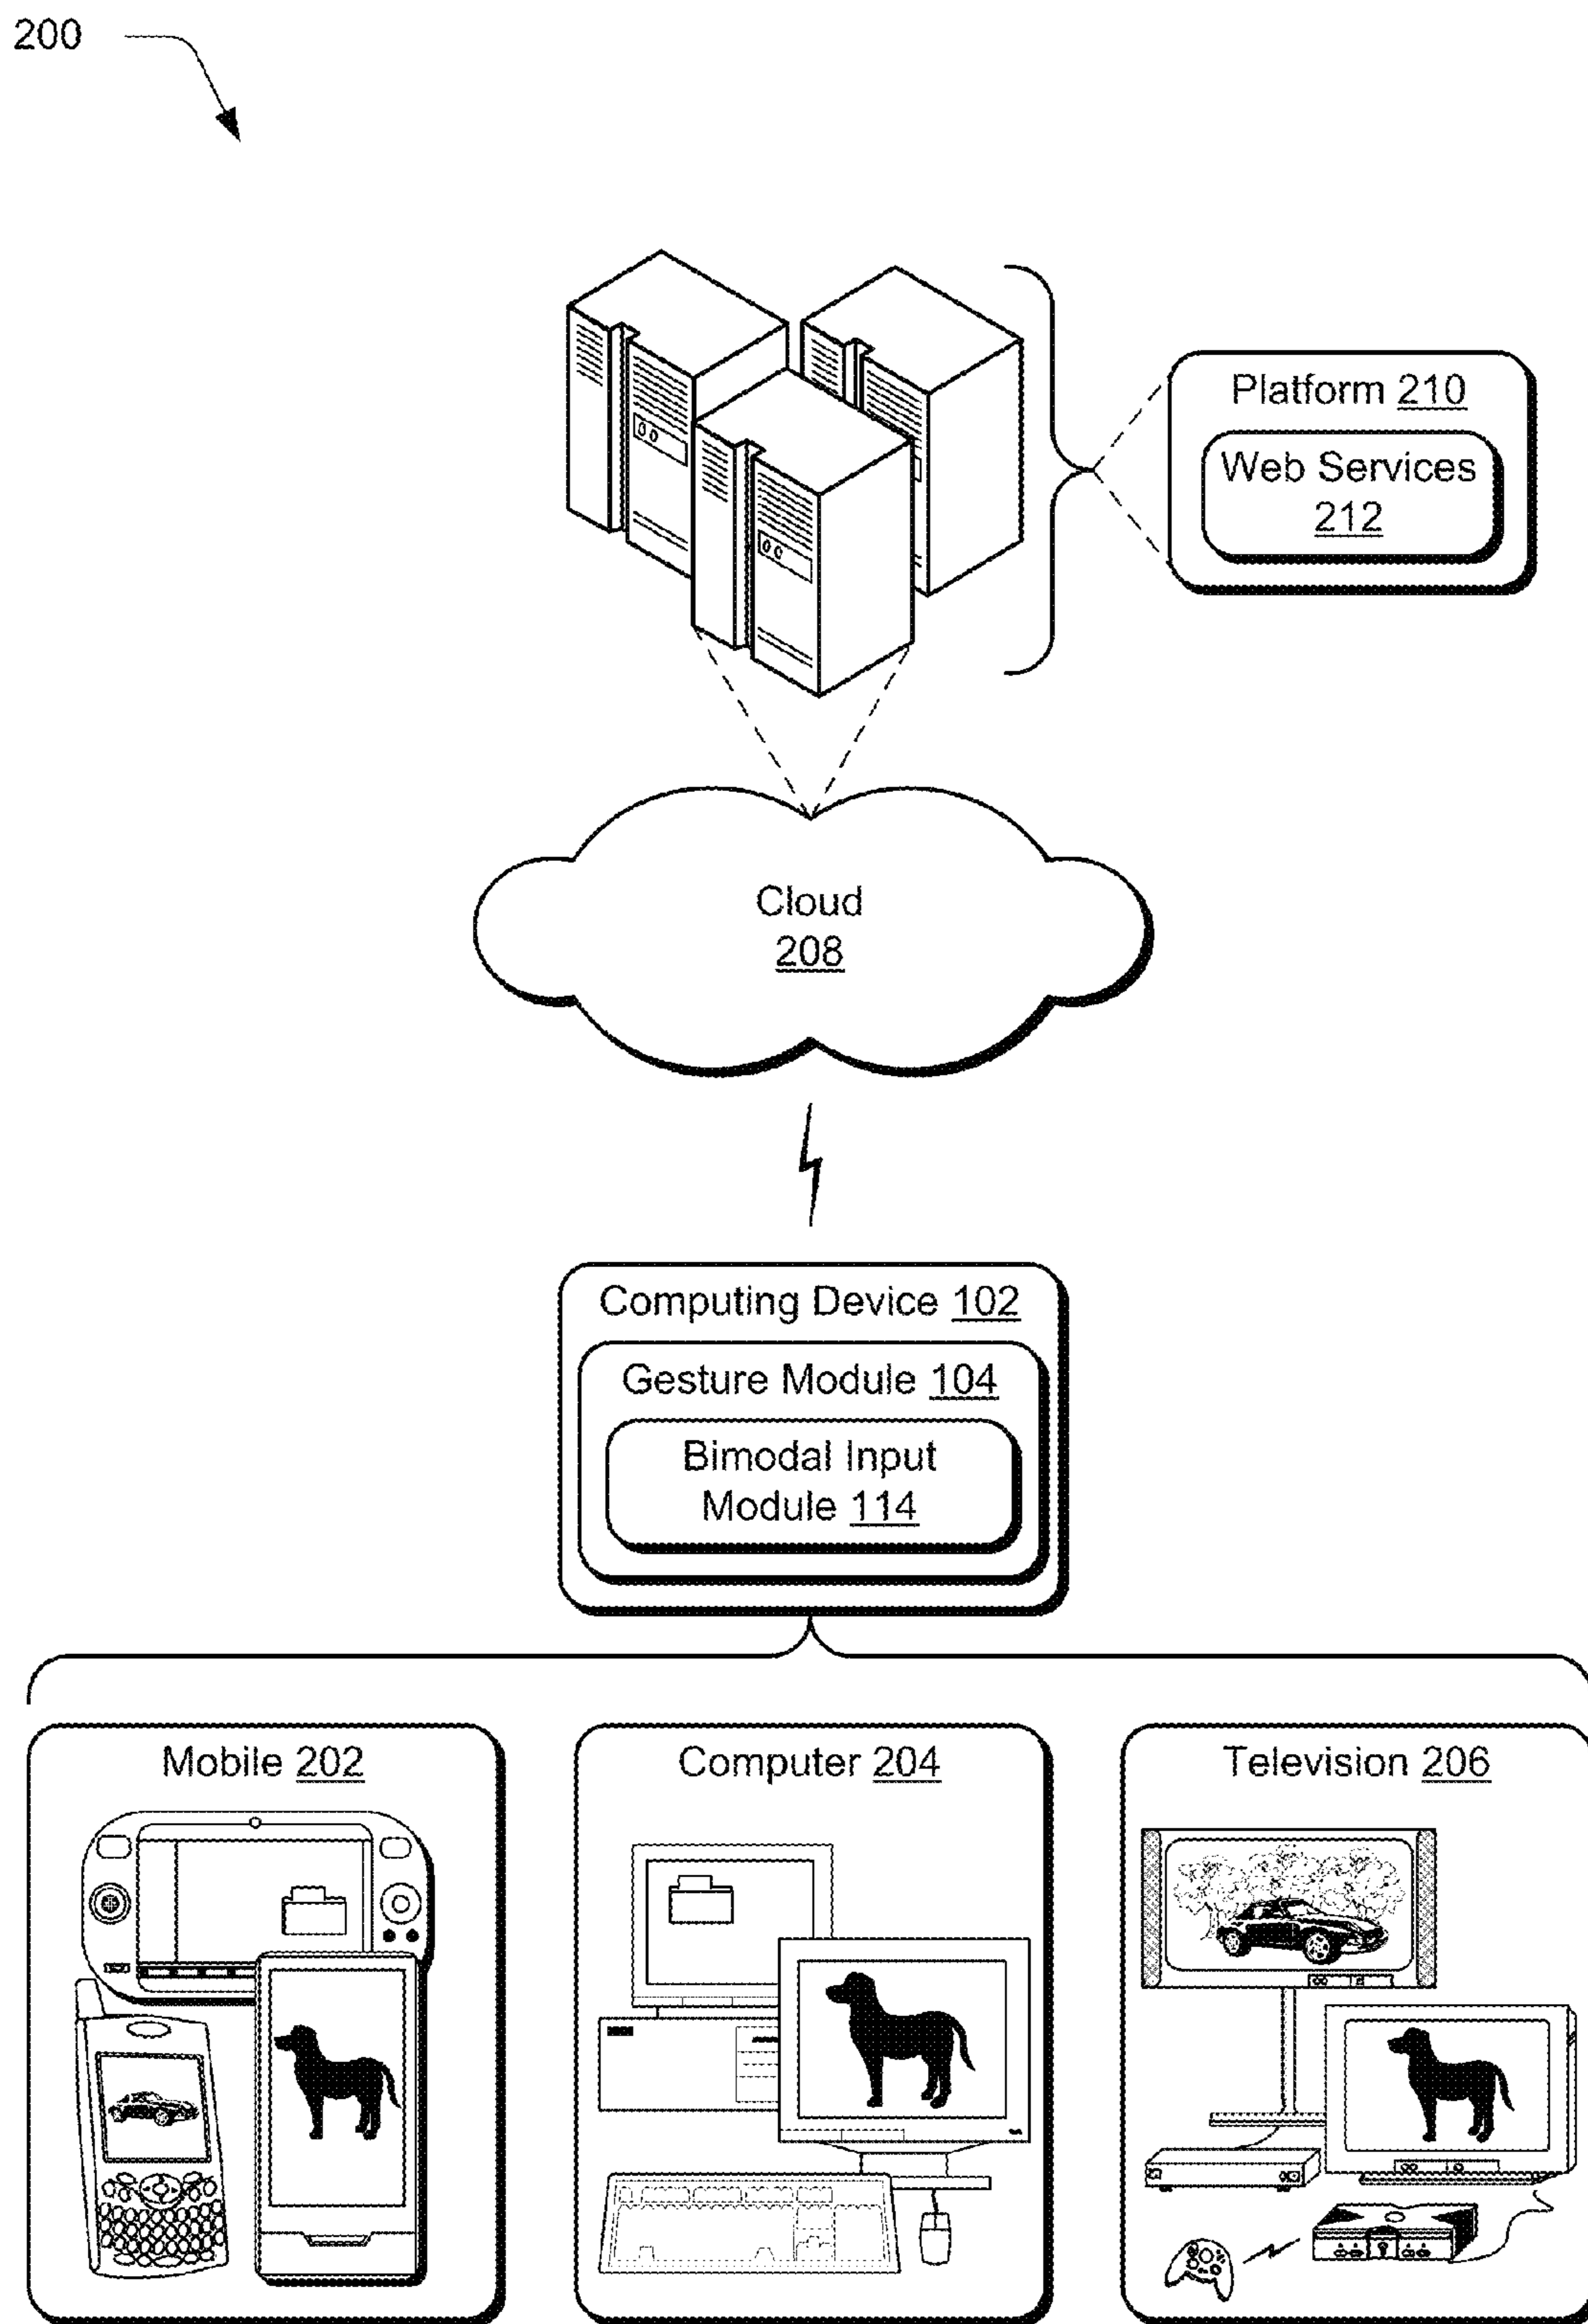 200
Platform 210
Web Services
212
Cloud
208
Computing Device 102
Gesture Module 104
Bimodal Input
Module 114
Mobile 202
Computer 204
Television 206